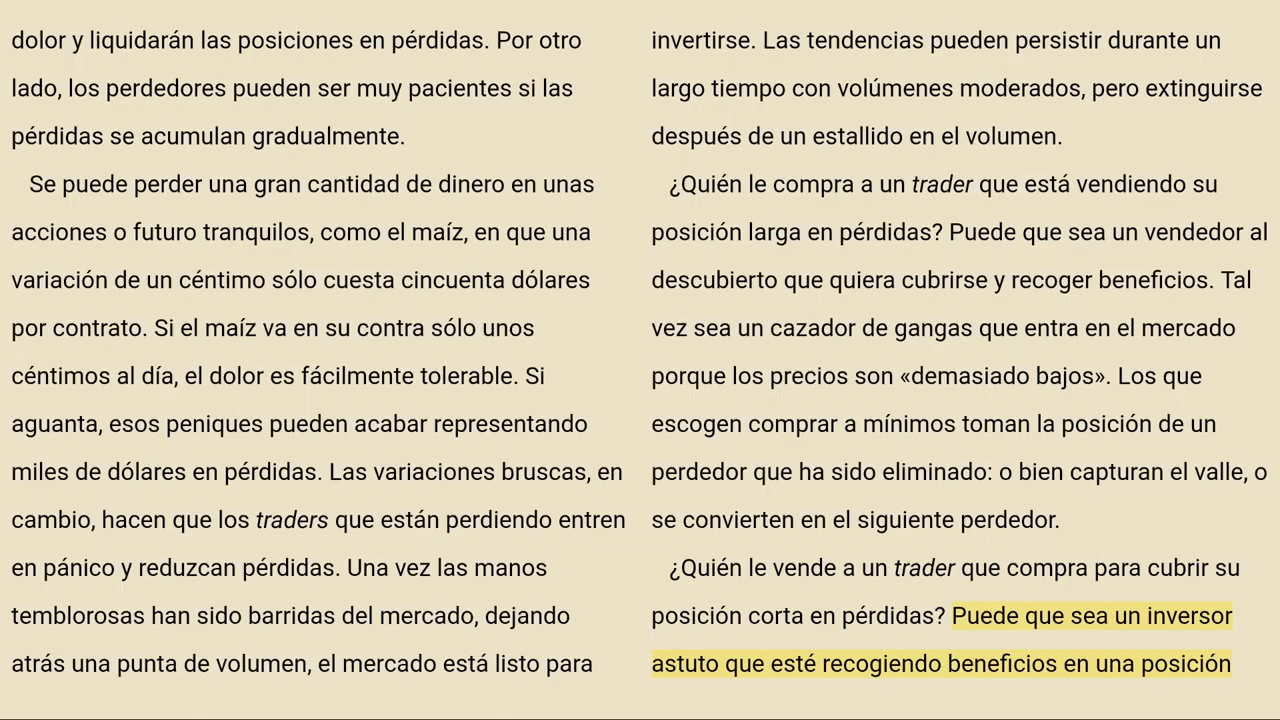 dolor y liquidarán las posiciones en pérdidas. Por otro
lado, los perdedores pueden ser muy pacientes si las
pérdidas se acumulan gradualmente.
Se puede perder una gran cantidad de dinero en unas
acciones o futuro tranquilos, como el maíz, en que una
variación de un céntimo sólo cuesta cincuenta dólares
por contrato. Si el maíz va en su contra sólo unos
céntimos al día, el dolor es fácilmente tolerable. Si
aguanta, esos peniques pueden acabar representando
miles de dólares en pérdidas. Las variaciones bruscas, en
cambio, hacen que los traders que están perdiendo entren
en pánico y reduzcan pérdidas. Una vez las manos
temblorosas han sido barridas del mercado, dejando
atrás una punta de volumen, el mercado está listo para
invertirse. Las tendencias pueden persistir durante un
largo tiempo con volúmenes moderados, pero extinguirse
después de un estallido en el volumen.
¿Quién le compra a un trader que está vendiendo su
posición larga en pérdidas? Puede que sea un vendedor al
descubierto que quiera cubrirse y recoger beneficios. Tal
vez sea un cazador de gangas que entra en el mercado
porque los precios son «demasiado bajos». Los que
escogen comprar a mínimos toman la posición de un
perdedor que ha sido eliminado: o bien capturan el valle, o
se convierten en el siguiente perdedor.
¿Quién le vende a un trader que compra para cubrir su
posición corta en pérdidas? Puede que sea un inversor
astuto que esté recogiendo beneficios en una posición